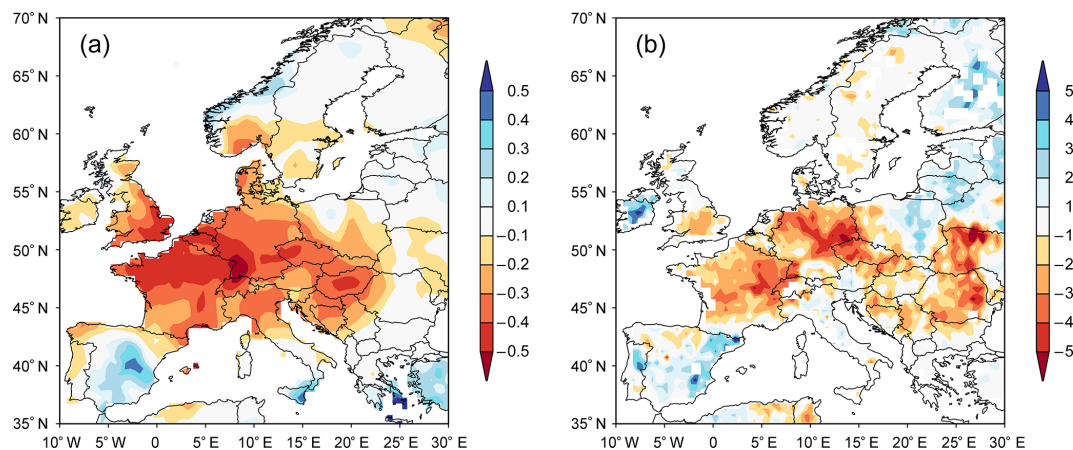 (a)
70° N
65° N
60° N
55° N
50° N
45° N
40° N
35° N
10° W
5° W
0
5° E
10° E
15° E
20° E
25° E
30° E
0.5
0.4
0.3
0.2
0.1
−0.1
−0.2
−0.3
−0.4
−0.5
(b)
70° N
65° N
60° N
55° N
50° N
45° N
40° N
35° N
10° W
5° W
0
5° E
10° E
15° E
20° E
25° E
30° E
5
4
3
2
1
−1
−2
−3
−4
−5